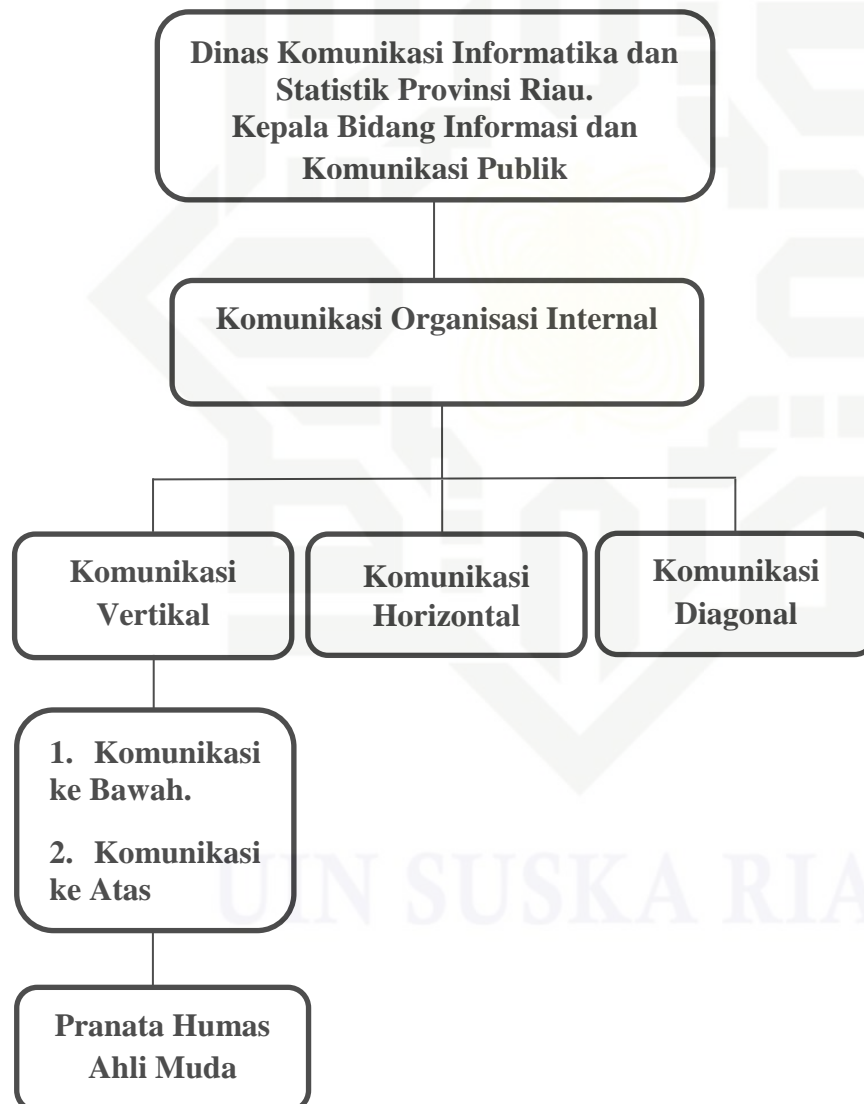 Dinas Komunikasi Informatika dan
Statistik Provinsi Riau.
Kepala Bidang Informasi dan
Komunikasi Publik
Komunikasi Organisasi Internal
Komunikasi
Vertikal
Komunikasi
Horizontal
Komunikasi
Diagonal
1. Komunikasi
ke Bawah.
2. Komunikasi
ke Atas
UIN SUSKA RIA
Pranata Humas
Ahli Muda